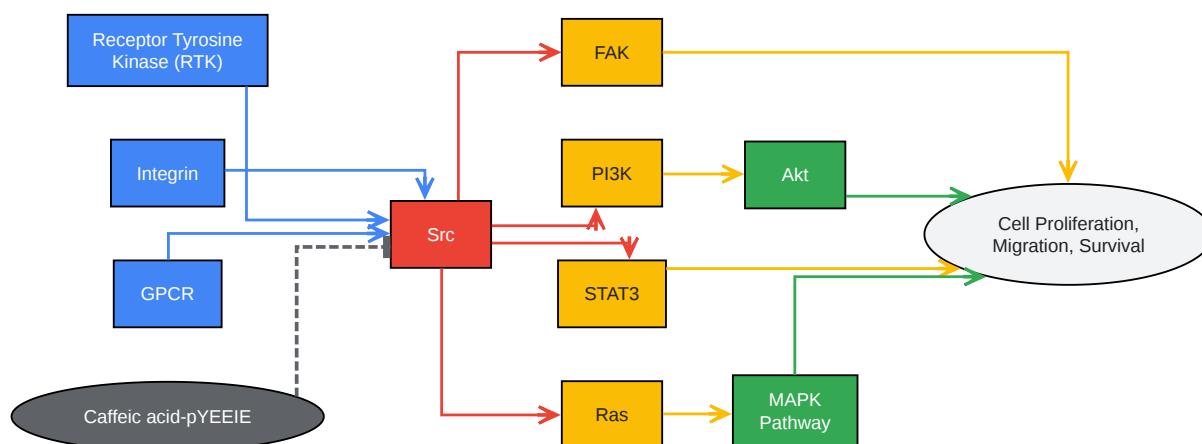 Receptor Tyrosine
Kinase (RTK)
FAK
Integrin
PI3K
Akt
Src
Cell Proliferation,
Migration, Survival
GPCR
STAT3
Caffeic acid-pYEEIE
Ras
MAPK
Pathway